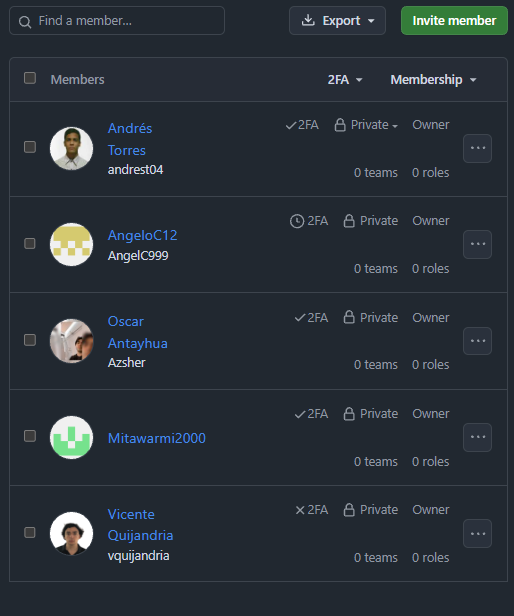 Find a member...
Export
Invite member
Members 2FA Membership
Andrés
Torres
andrest04
2FA Private Owner
0 teams 0 roles
AngeloC12
AngelC999
2FA Private Owner
0 teams 0 roles
Oscar
Antayhua
Azsher
2FA Private Owner
0 teams 0 roles
Mitawarmi2000
2FA Private Owner
0 teams 0 roles
Vicente
Quijandria
vquijandria
2FA Private Owner
0 teams 0 roles